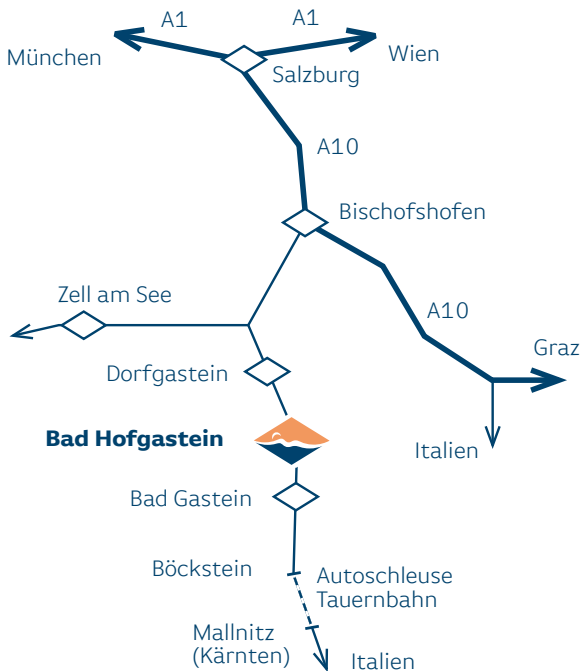 A1
A1
München
Wien
Salzburg
A10
Bischofshofen
Zell am See
A10
Graz
Dorfgastein
Bad Hofgastein
Italien
Bad Gastein
Böckstein
Autoschleuse
Tauernbahn
Mallnitz
(Kärnten)
Italien